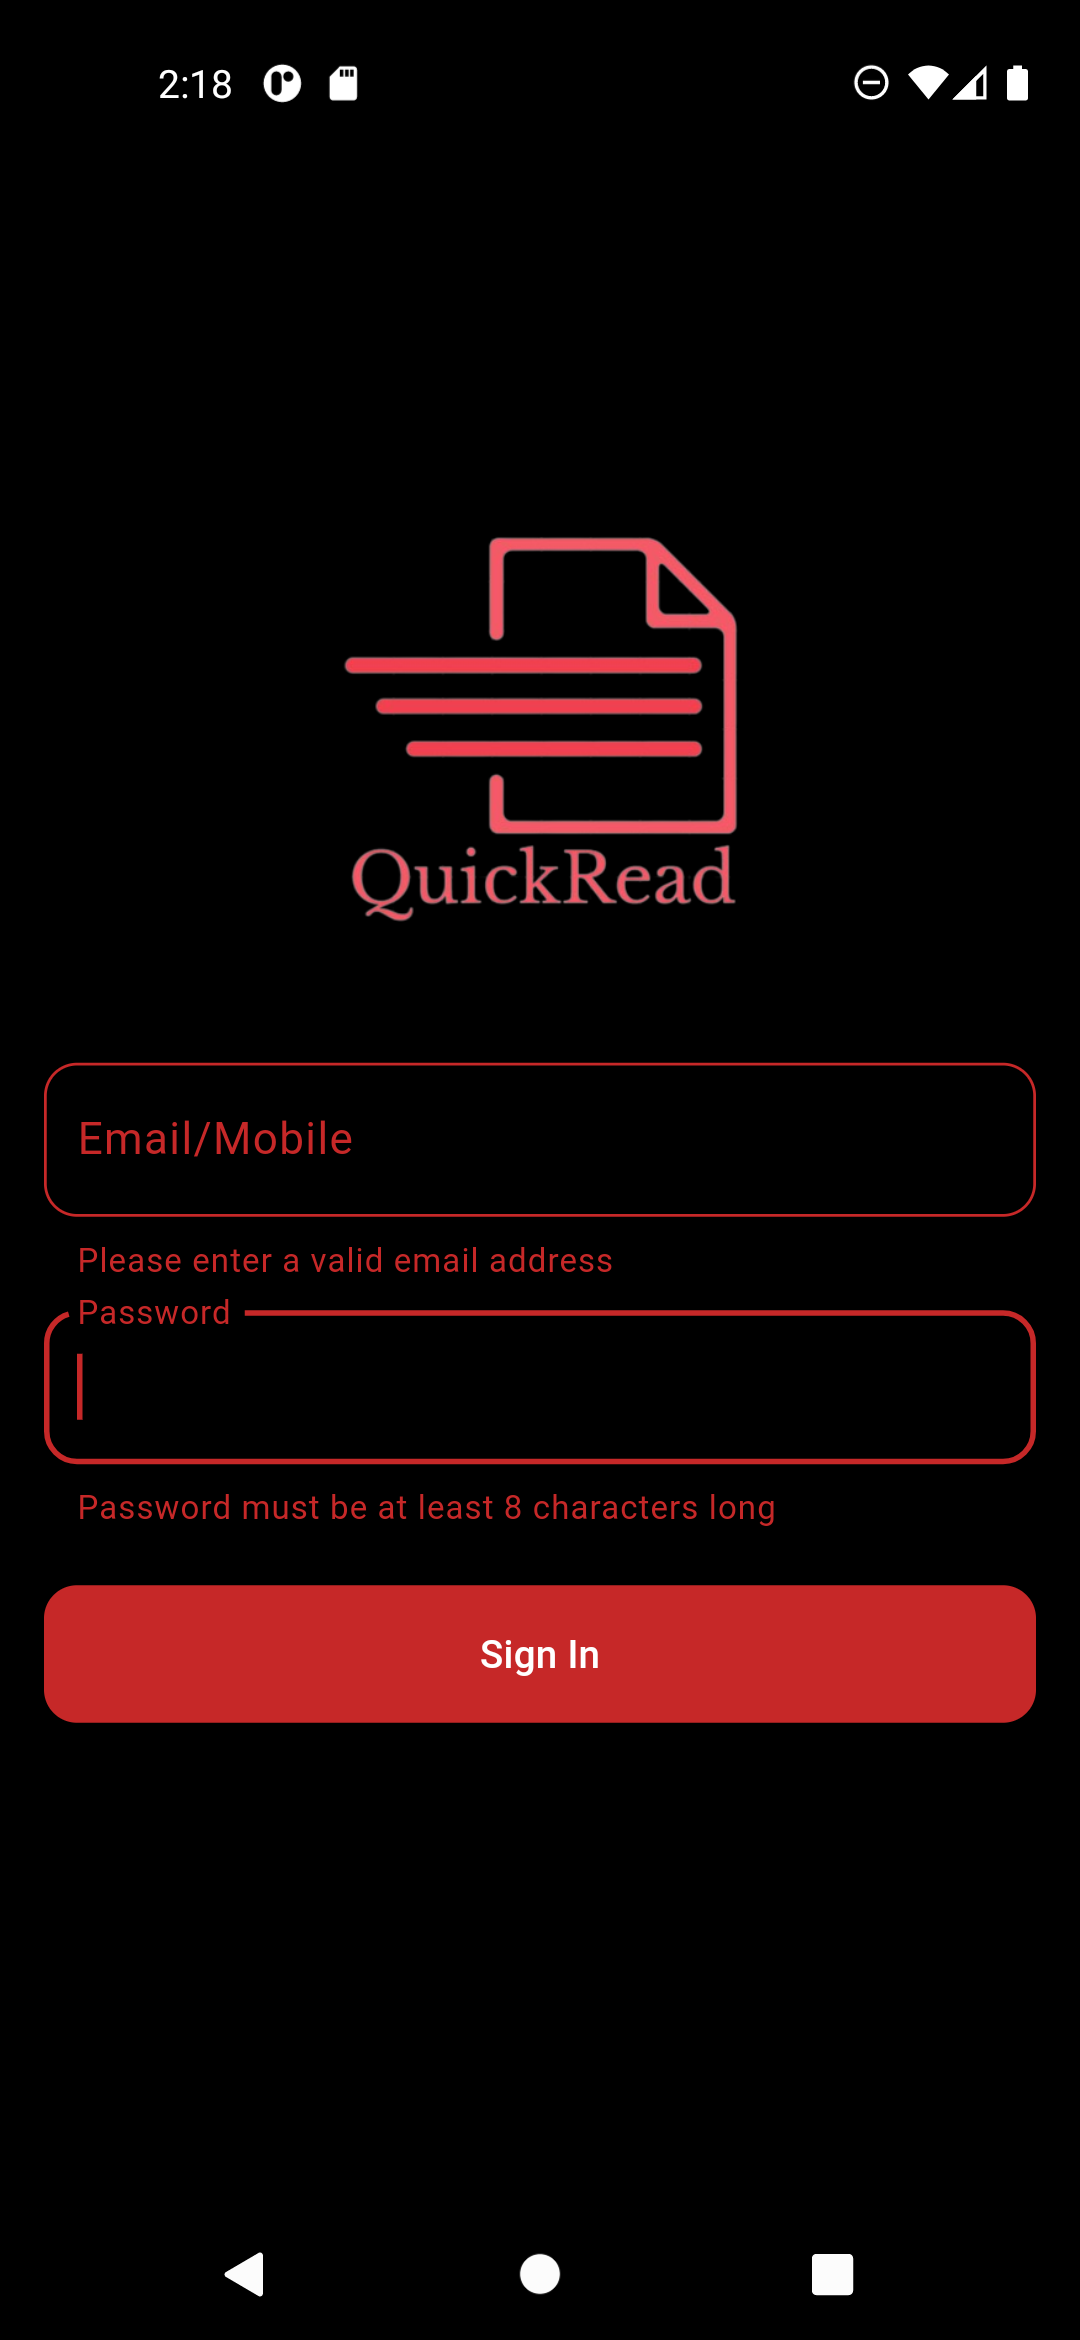 2:18
QuickRead
Email/Mobile
Please enter a valid email address
Password
Password must be at least 8 characters long
Sign In